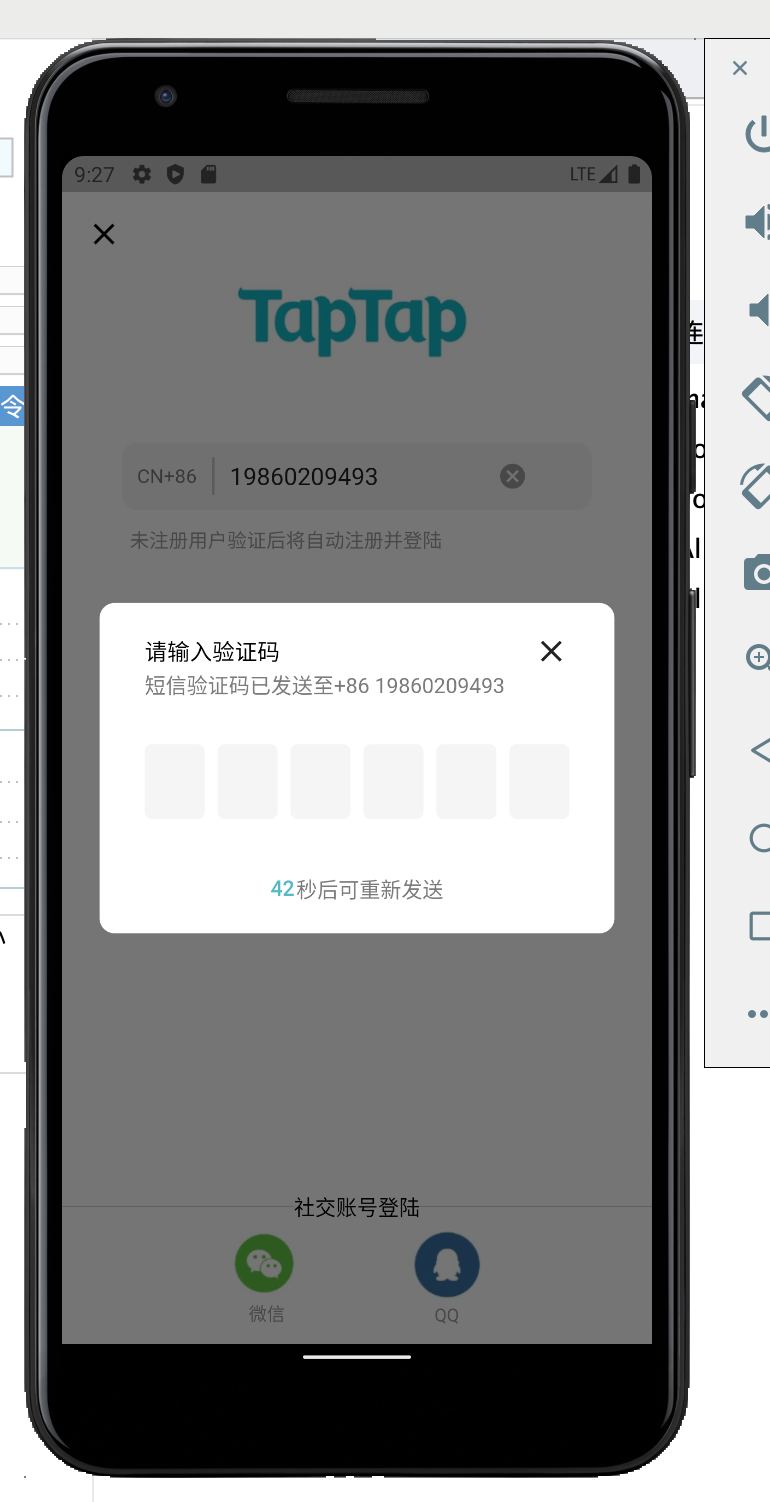 9:27
LTE
TapTap
连
令
CN+86 19860209493
未注册用户验证后将自动注册并登陆
请输入验证码
短信验证码已发送至+86 19860209493
42秒后可重新发送
社交账号登陆
微信
QQ